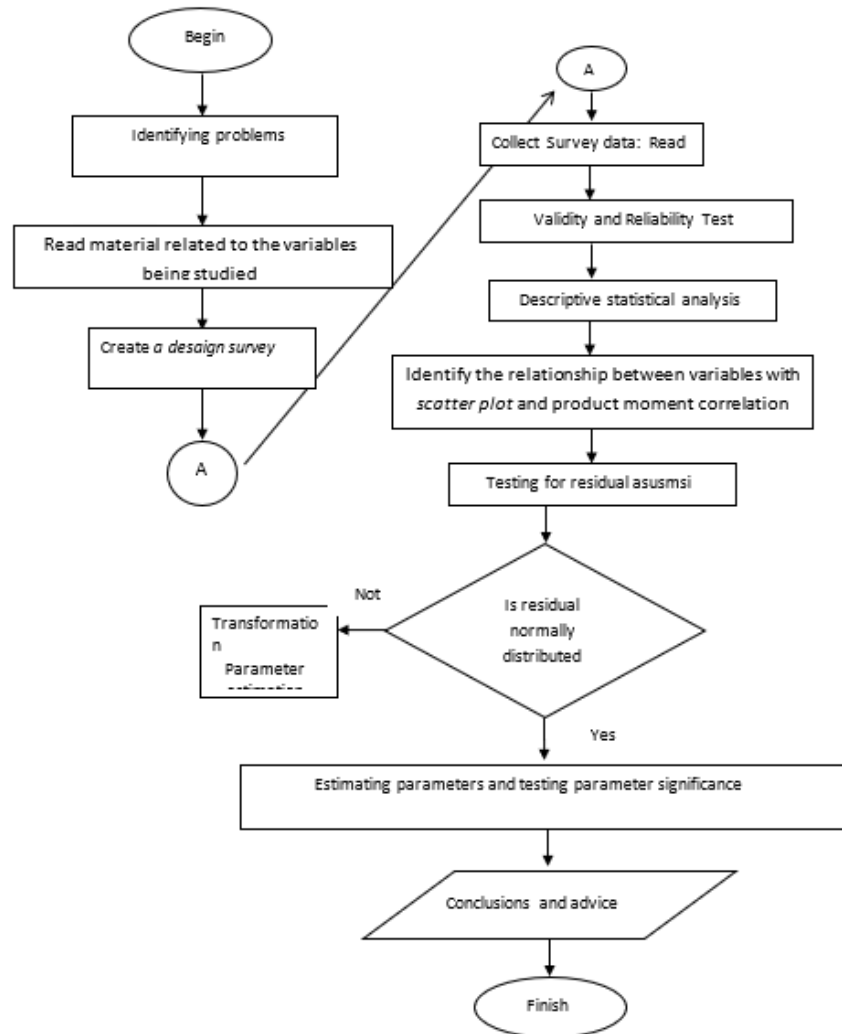 Begin
Identifying problems
Read material related to the variables
being studied
Create a desaign survey
A
A
Collect Survey data: Read
Validity and Reliability Test
Descriptive statistical analysis
Identify the relationship between variables with
scatter plot and product moment correlation
Testing for residual asusmsi
Is residual
normally
distributed
Not
Transformatio
n
Parameter
Yes
Estimating parameters and testing parameter significance
Conclusions and advice
Finish